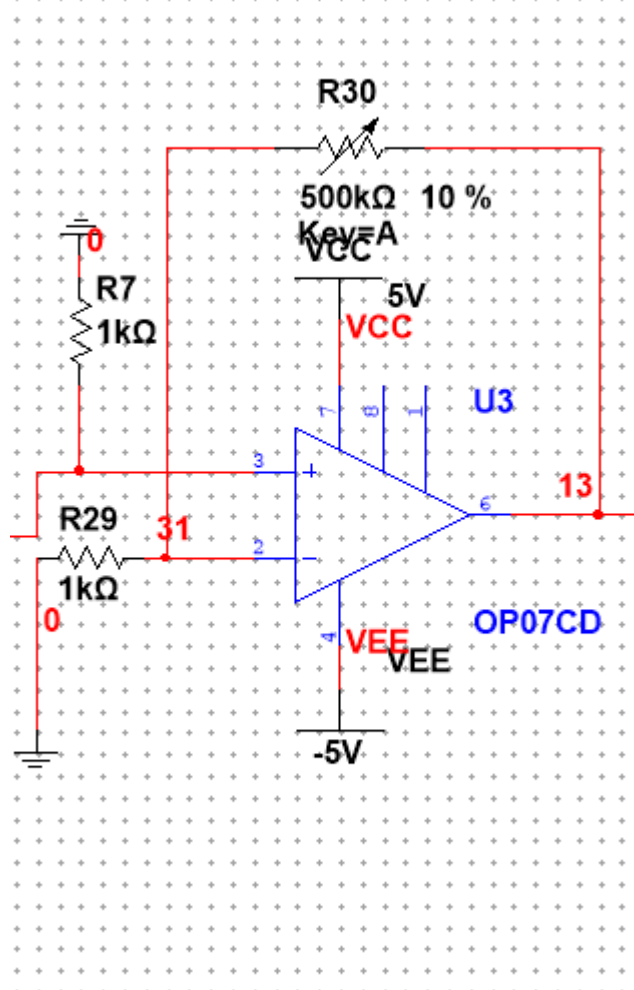 R30
500kΩ 10 %
Key=A
VCC
5V
VCC
0
R7
1kΩ
7
8
1
U3
3
+
6
13
R29
31
2
−
1kΩ
0
4
VEE
VEE
OP07CD
-5V